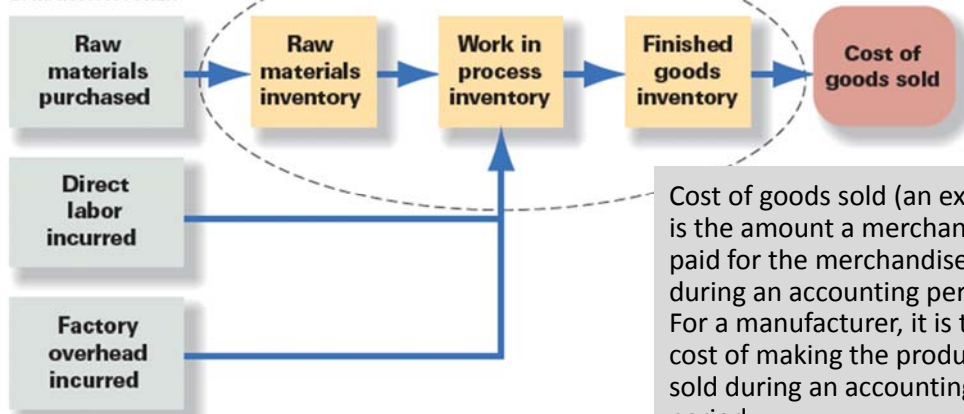 Raw
materials
purchased
Raw
materials
inventory
Work in
process
inventory
Finished
goods
inventory
Cost of
goods sold
Direct
labor
incurred
Factory
overhead
incurred
Cost of goods sold (an
is the amount a
paid for the merchandise
during an accounting
For a manufacturer, it is
cost of making the
sold during an accounting